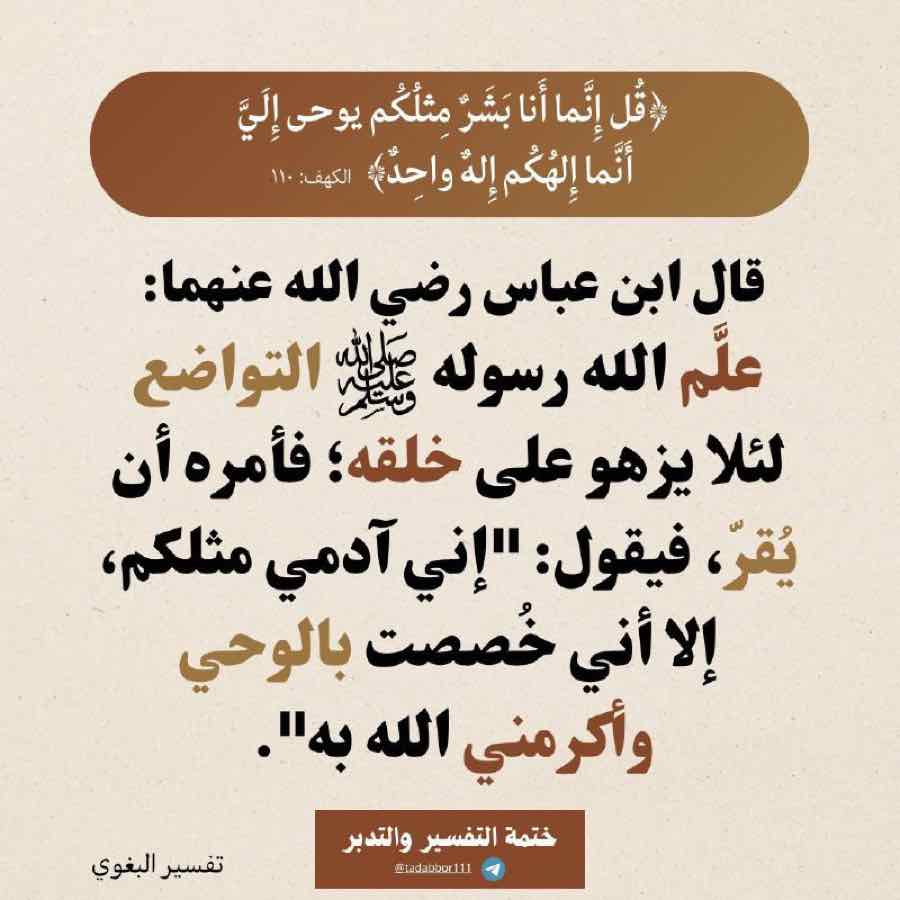 ﴿قُل إِنَّما أَنا بَشَرٌ مِثلُكُم يوحى إِلَيَّ
أَنَّما إِلهُكُم إِلهٌ واحِدٌ﴾ الكهف: ١١٠
قال ابن عباس رضي الله عنهما:
علَّم الله رسوله ﷺ التواضع
لئلا يزهو على خلقه؛ فأمره أن
يُقرّ، فيقول: "إني آدمي مثلكم،
إلا أني خُصصت بالوحي
وأكرمني الله به".
ختمة التفسير والتدبر
@tadabbor111
تفسير البغوي